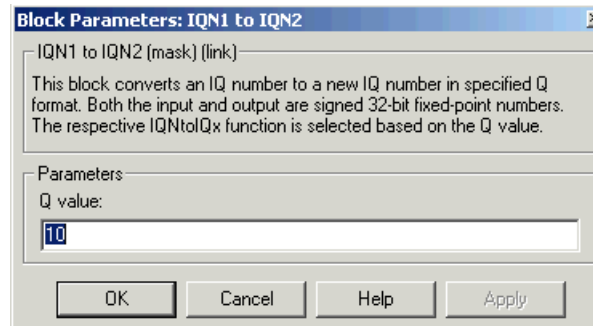 Block Parameters: IQN1 to IQN2
IQN1 to IQN2 (mask) (link)
This block converts an IQ number to a new IQ number in specified Q
format. Both the input and output are signed 32-bit fixed-point numbers.
The respective IQNtoIQx function is selected based on the Q value.
Parameters
Q value:
10
OK Cancel Help Apply